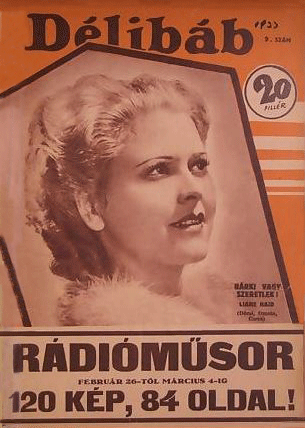 Délibáb
1933
9. szám
20
FILLÉR
BÁRKI VAGY,
SZERETLEK!
LIANE HAID
RÁDIÓMŰSOR
FEBRUÁR 26-TÓL MÁRCIUS 4-IG
120 KÉP, 84 OLDAL!